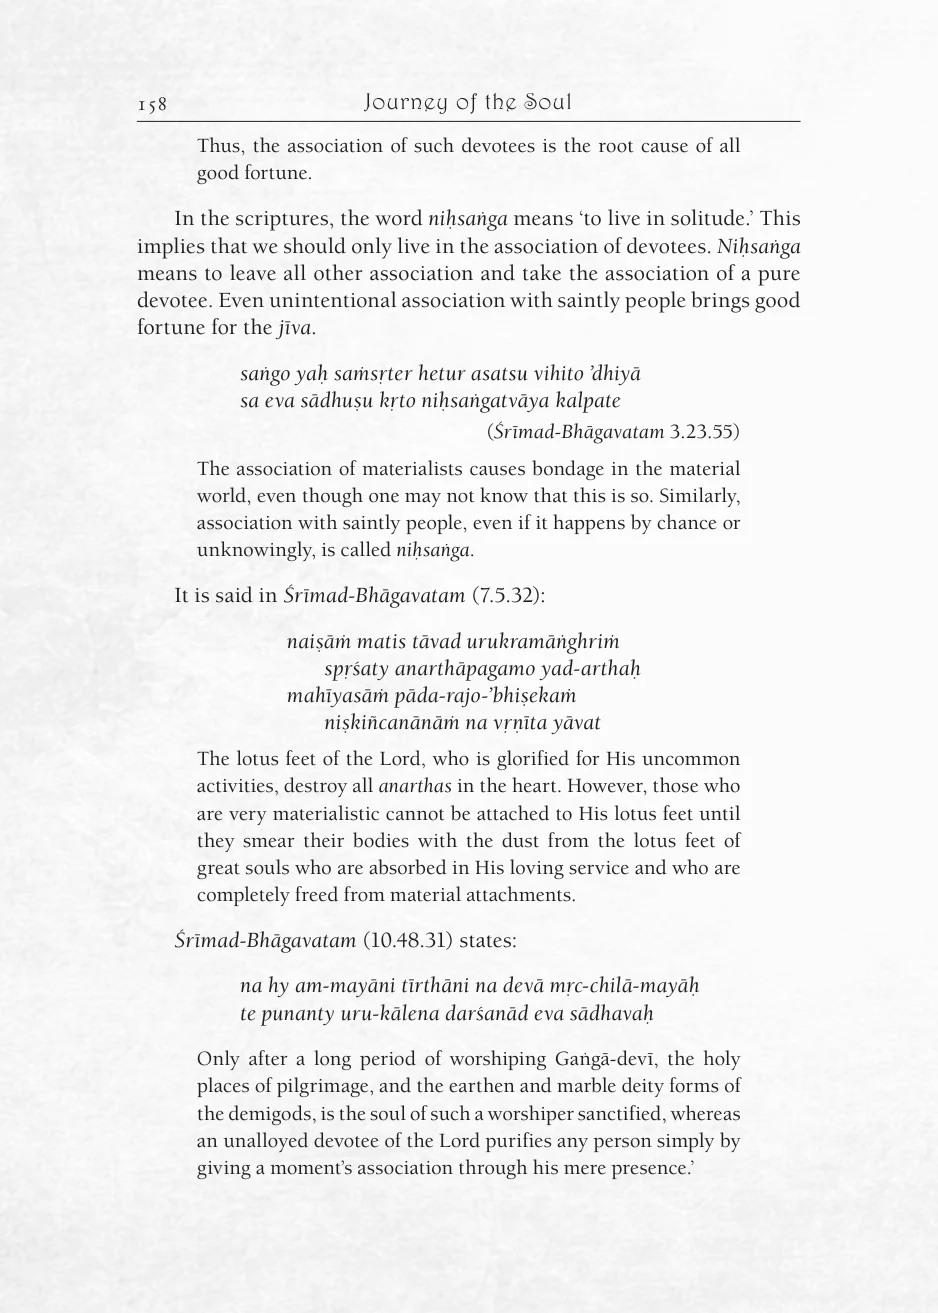 158
Journey of the Soul
Thus, the association of such devotees is the root cause of all
good fortune.
In the scriptures, the word niḥsaṅga means ‘to live in solitude.’ This
implies that we should only live in the association of devotees. Niḥsaṅga
means to leave all other association and take the association of a pure
devotee. Even unintentional association with saintly people brings good
fortune for the jīva.
saṅgo yaḥ saṁsṛter hetur asatsu vihito ’dhiyā
sa eva sādhuṣu kṛto niḥsaṅgatvāya kalpate
(Śrīmad-Bhāgavatam 3.23.55)
The association of materialists causes bondage in the material
world, even though one may not know that this is so. Similarly,
association with saintly people, even if it happens by chance or
unknowingly, is called niḥsaṅga.
It is said in Śrīmad-Bhāgavatam (7.5.32):
naiṣāṁ matis tāvad urukramāṅghriṁ
spṛśaty anarthāpagamo yad-arthaḥ
mahīyasāṁ pāda-rajo-’bhiṣekaṁ
niṣkiñcanānāṁ na vṛṇīta yāvat
The lotus feet of the Lord, who is glorified for His uncommon
activities, destroy all anarthas in the heart. However, those who
are very materialistic cannot be attached to His lotus feet until
they smear their bodies with the dust from the lotus feet of
great souls who are absorbed in His loving service and who are
completely freed from material attachments.
Śrīmad-Bhāgavatam (10.48.31) states:
na hy am-mayāni tīrthāni na devā mṛc-chilā-mayāḥ
te punanty uru-kālena darśanād eva sādhavaḥ
Only after a long period of worshiping Gaṅgā-devī, the holy
places of pilgrimage, and the earthen and marble deity forms of
the demigods, is the soul of such a worshiper sanctified, whereas
an unalloyed devotee of the Lord purifies any person simply by
giving a moment’s association through his mere presence.’